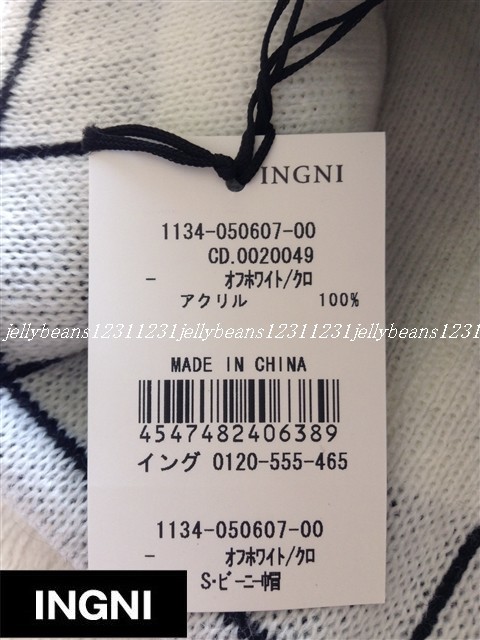 INGNI
1134-050607-00
CD.0020049
- オフホワイト/クロ
アクリル 100%
jellybeans12311231jellybeans12311231jellybeans1231
MADE IN CHINA
4547482406389
イング 0120-555-465
1134-050607-00
- オフホワイト/クロ
S・ビーニー帽
INGNI